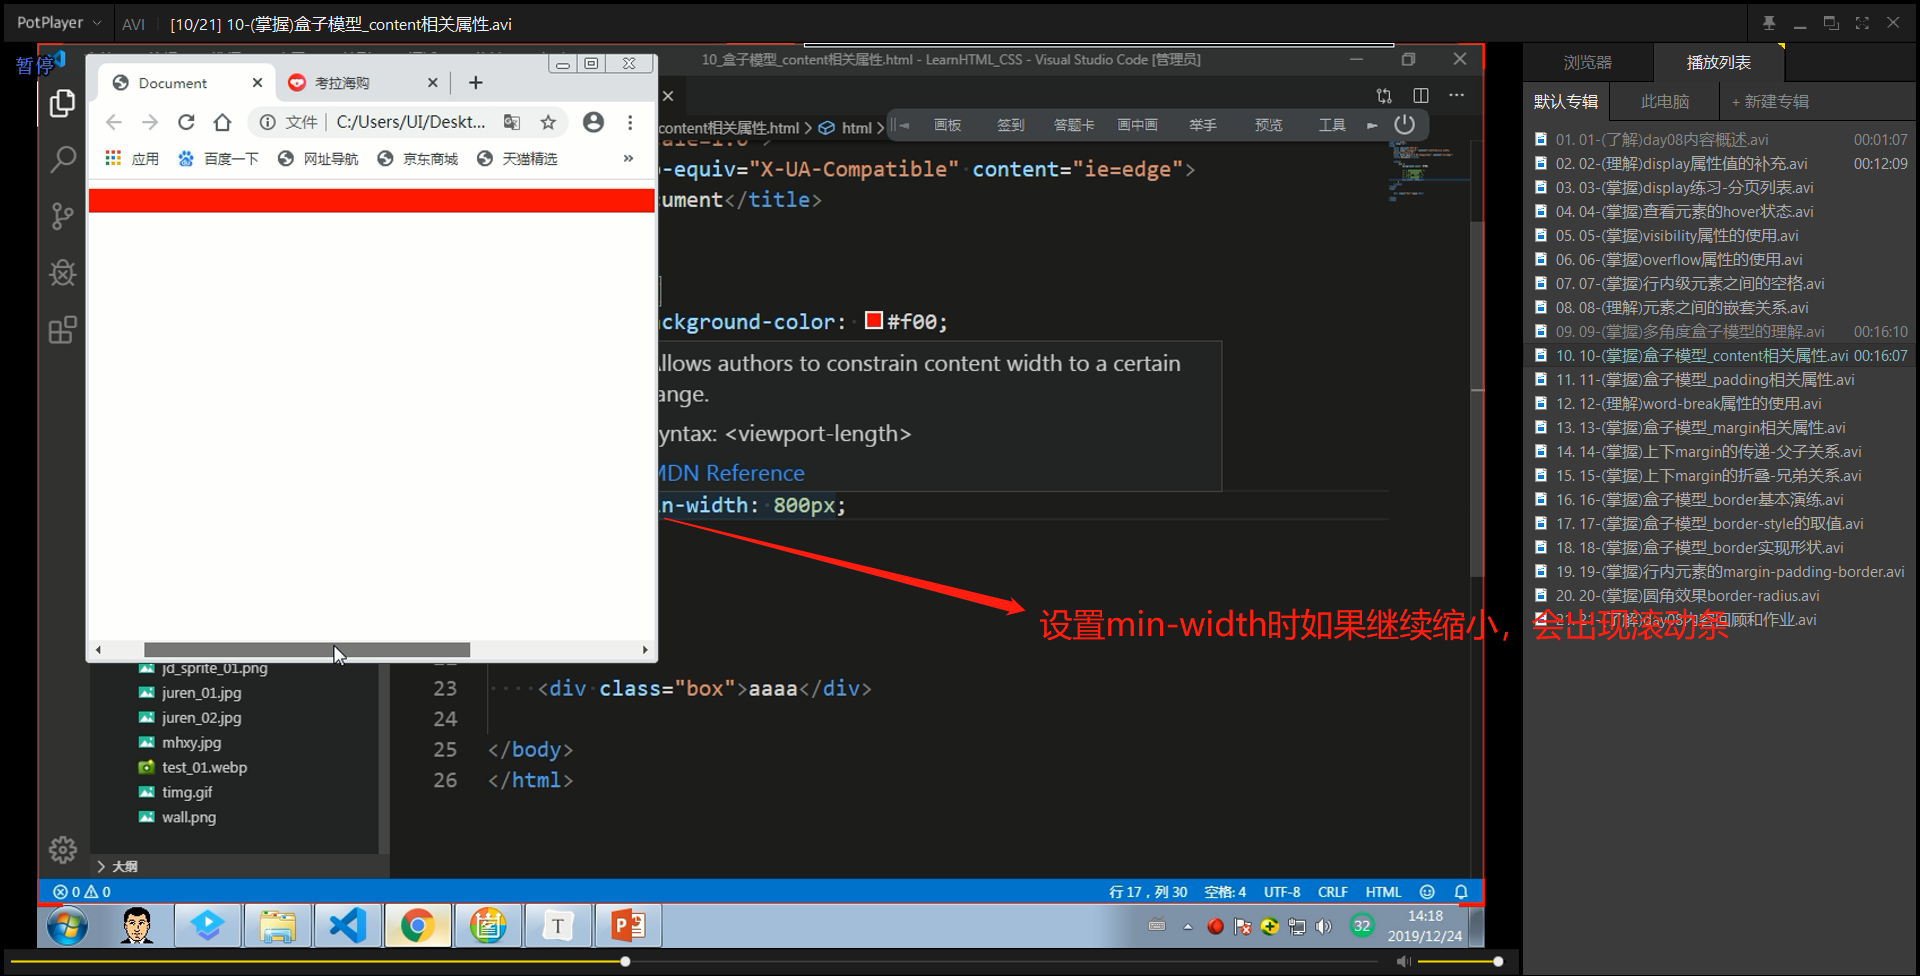 PotPlayer
AVI
[10/21] 10-(掌握)盒子模型_content相关属性.avi
暂停
Document
考拉海购
10_盒子模型_content相关属性.html - LearnHTML_CSS - Visual Studio Code [管理员]
文件
C:/Users/UI/Deskt...
应用
百度一下
网址导航
京东商城
天猫精选
»
content相关属性.html
html
画板
签到
答题卡
画中画
举手
预览
工具
-equiv="X-UA-Compatible" content="ie=edge">
ument</title>
ckground-color: #f00;
llows authors to constrain content width to a certain
ange.
yntax: <viewport-length>
MDN Reference
n-width: 800px;
设置min-width时如果继续缩小，会出现滚动条
jd_sprite_01.png
juren_01.jpg
juren_02.jpg
mhxy.jpg
test_01.webp
timg.gif
wall.png
大纲
23 <div class="box">aaaa</div>
24
25 </body>
26 </html>
0 0
行 17，列 30
空格: 4
UTF-8
CRLF
HTML
T
32
14:18
2019/12/24
浏览器
播放列表
默认专辑
此电脑
+ 新建专辑
01. 01-(了解)day08内容概述.avi 00:01:07
02. 02-(理解)display属性值的补充.avi 00:12:09
03. 03-(掌握)display练习-分页列表.avi
04. 04-(掌握)查看元素的hover状态.avi
05. 05-(掌握)visibility属性的使用.avi
06. 06-(掌握)overflow属性的使用.avi
07. 07-(掌握)行内级元素之间的空格.avi
08. 08-(理解)元素之间的嵌套关系.avi
09. 09-(掌握)多角度盒子模型的理解.avi 00:16:10
10. 10-(掌握)盒子模型_content相关属性.avi 00:16:07
11. 11-(掌握)盒子模型_padding相关属性.avi
12. 12-(理解)word-break属性的使用.avi
13. 13-(掌握)盒子模型_margin相关属性.avi
14. 14-(掌握)上下margin的传递-父子关系.avi
15. 15-(掌握)上下margin的折叠-兄弟关系.avi
16. 16-(掌握)盒子模型_border基本演练.avi
17. 17-(掌握)盒子模型_border-style的取值.avi
18. 18-(掌握)盒子模型_border实现形状.avi
19. 19-(掌握)行内元素的margin-padding-border.avi
20. 20-(掌握)圆角效果border-radius.avi
21. 21-(了解)day08内容回顾和作业.avi